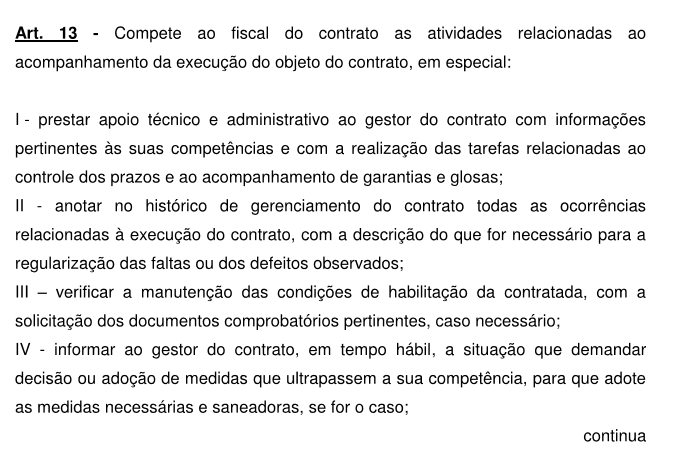 Art. 13 - Compete ao fiscal do contrato as atividades relacionadas ao
acompanhamento da execução do objeto do contrato, em especial:
I - prestar apoio técnico e administrativo ao gestor do contrato com informações
pertinentes às suas competências e com a realização das tarefas relacionadas ao
controle dos prazos e ao acompanhamento de garantias e glosas;
II - anotar no histórico de gerenciamento do contrato todas as ocorrências
relacionadas à execução do contrato, com a descrição do que for necessário para a
regularização das faltas ou dos defeitos observados;
III – verificar a manutenção das condições de habilitação da contratada, com a
solicitação dos documentos comprobatórios pertinentes, caso necessário;
IV - informar ao gestor do contrato, em tempo hábil, a situação que demandar
decisão ou adoção de medidas que ultrapassem a sua competência, para que adote
as medidas necessárias e saneadoras, se for o caso;
continua